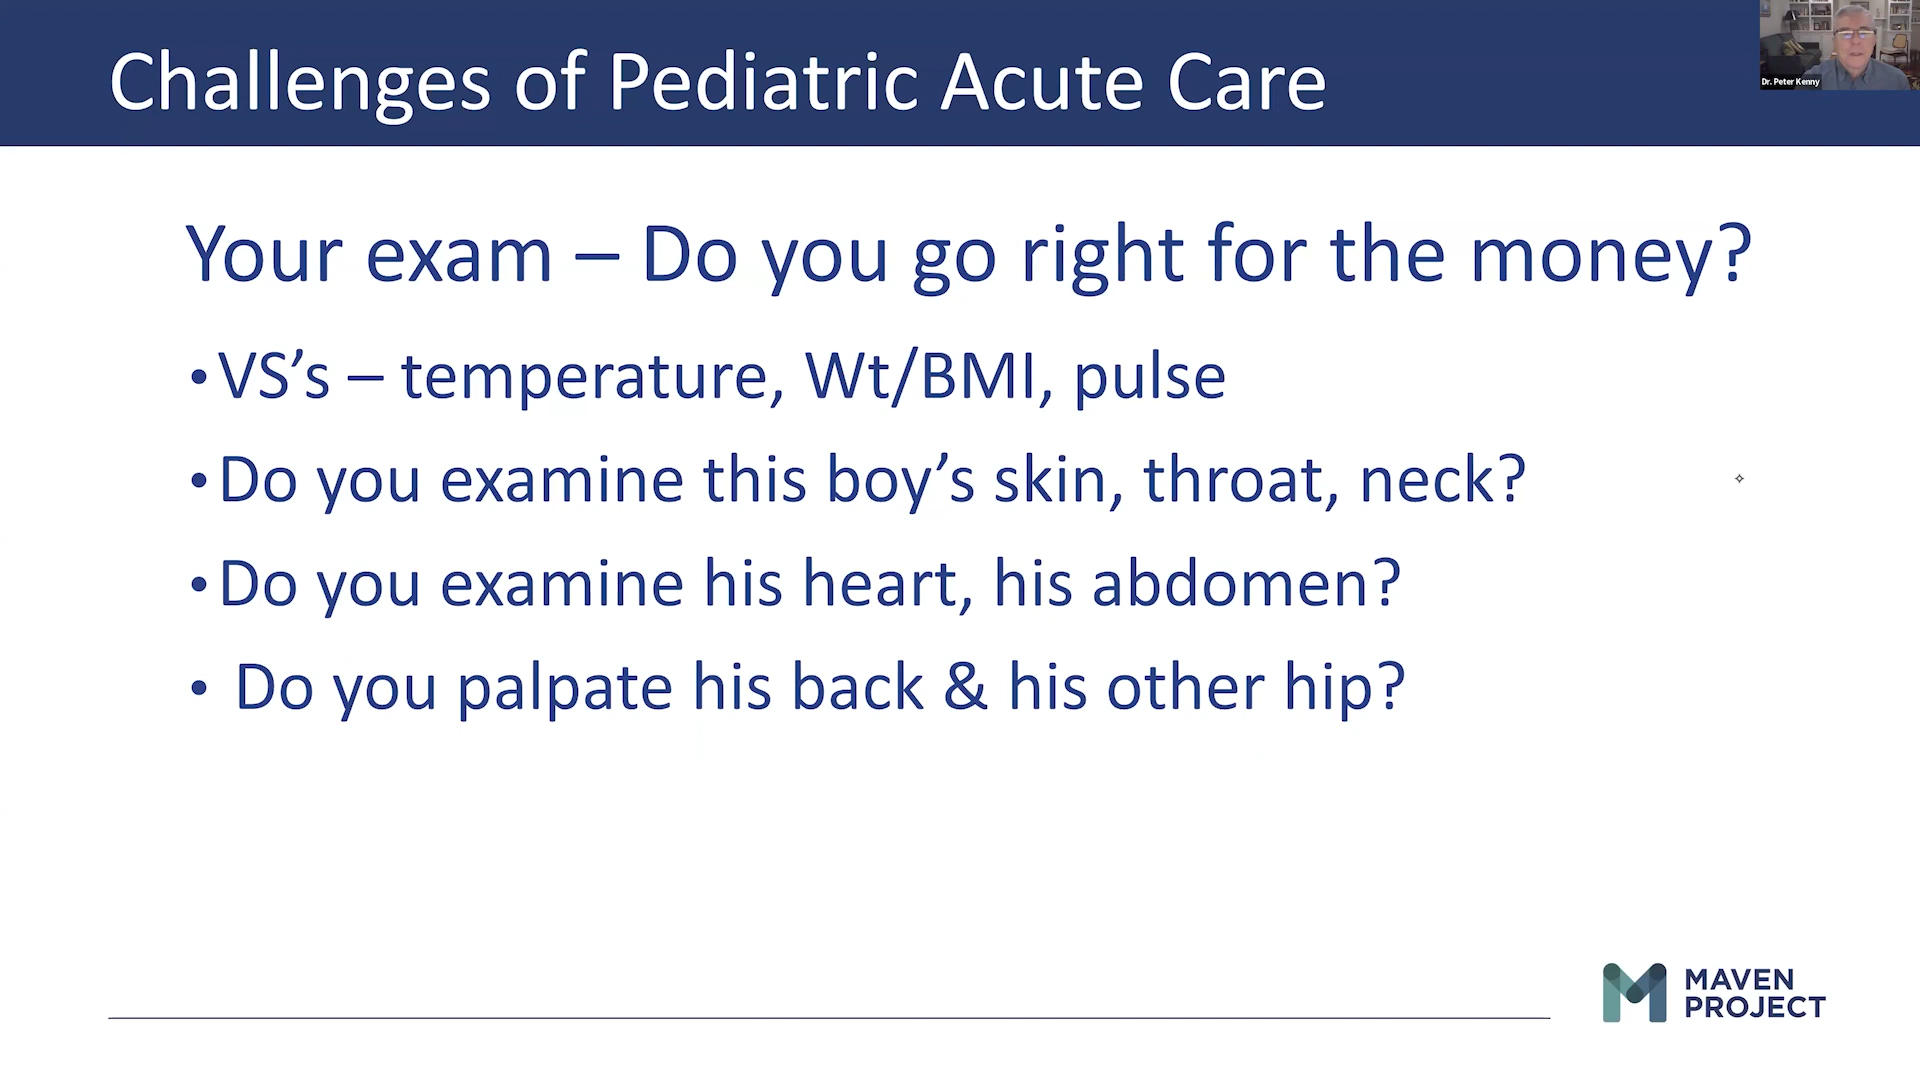 Challenges of Pediatric Acute Care
Dr. Peter Kenny
Your exam – Do you go right for the money?
•VS’s – temperature, Wt/BMI, pulse
•Do you examine this boy’s skin, throat, neck?
•Do you examine his heart, his abdomen?
• Do you palpate his back & his other hip?
MAVEN
PROJECT